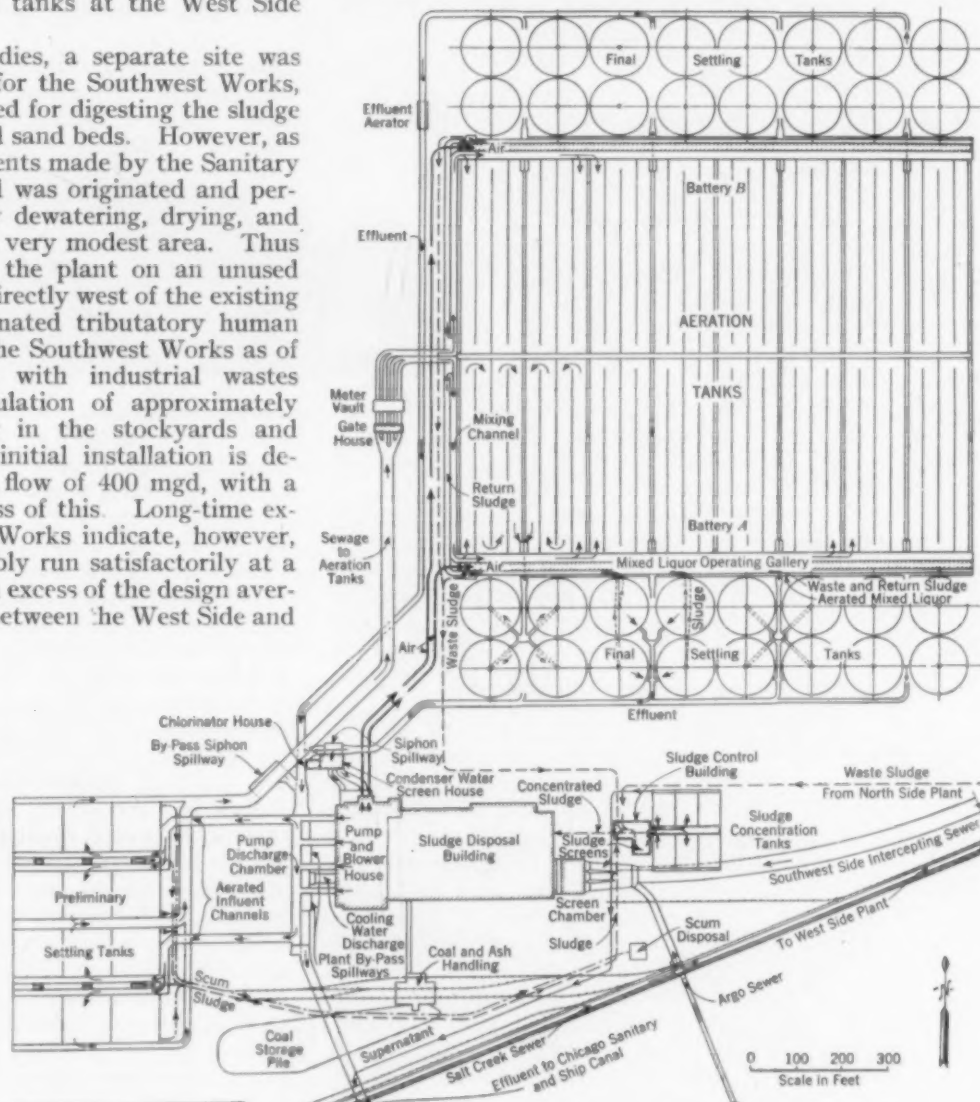 tanks at the West Side
dies, a separate site was
for the Southwest Works,
ed for digesting the sludge
l sand beds. However, as
ents made by the Sanitary
l was originated and per-
dewatering, drying, and
very modest area. Thus
the plant on an unused
irectly west of the existing
nated tributatory human
he Southwest Works as of
with industrial wastes
ulation of approximately
in the stockyards and
initial installation is de-
flow of 400 mgd, with a
ss of this. Long-time ex-
Works indicate, however,
bly run satisfactorily at a
excess of the design aver-
etween the West Side and
Final Settling Tanks
Effluent
Aerator
Air
Battery B
Effluent
AERATION
TANKS
Meter
Vault
Gate
House
Mixing
Channel
Return
Sludge
Battery A
Sewage
to
Aeration
Tanks
Air
Mixed Liquor Operating Gallery
Waste and Return Sludge
Aerated Mixed Liquor
Waste Sludge
Sludge
Final Settling Tanks
Air
Effluent
Chlorinator House
By-Pass Siphon
Spillway
Siphon
Spillway
Condenser Water
Screen House
Concentrated
Sludge
Sludge Control
Building
Waste Sludge
From North Side Plant
Sludge
Concentration
Tanks
Pump
and
Blower
House
Sludge Disposal
Building
Sludge
Screens
Southwest Side Intercepting Sewer
Pump
Discharge
Chamber
Preliminary
Settling Tanks
Aerated
Influent
Channels
Cooling
Water
Discharge
Plant By-Pass
Spillways
Screen
Chamber
Sludge
Scum
Disposal
To West Side Plant
Coal and Ash
Handling
Scum
Sludge
Argo Sewer
Coal
Storage
Pile
Supernatant
Salt Creek Sewer
Effluent to Chicago Sanitary
and Ship Canal
0 100 200 300
Scale in Feet